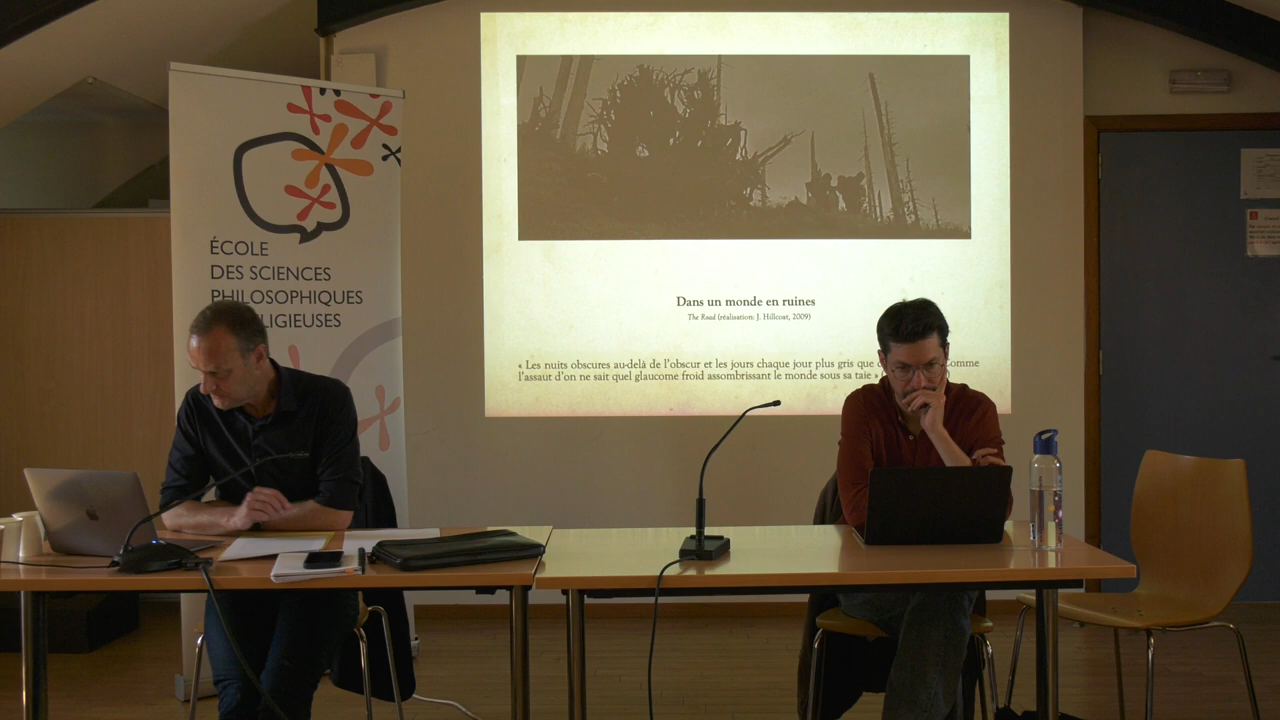 ÉCOLE
DES SCIENCES
PHILOSOPHIQUES
LIGIEUSES
Dans un monde en ruines
The Road (réalisation: J. Hillcoat, 2009)
« Les nuits obscures au-delà de l'obscur et les jours chaque jour plus gris que
l'assaut d'on ne sait quel glaucome froid assombrissant le monde sous sa taie »